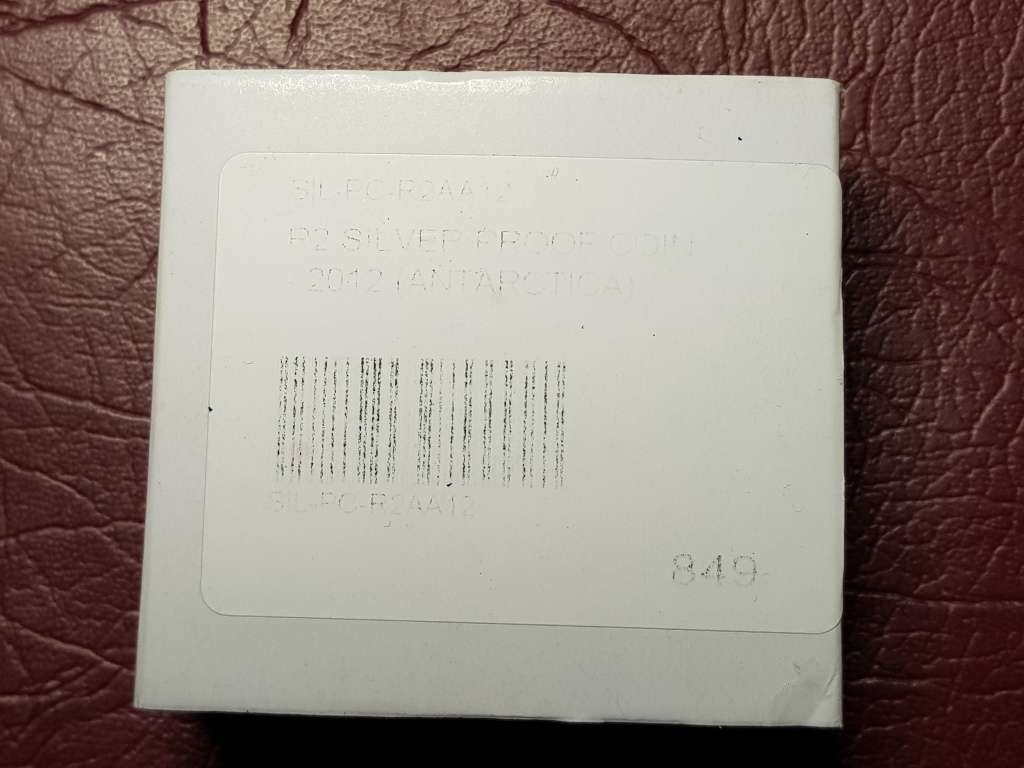 SIL-PC-R2AA12
R2 SILVER PROOF COIN
- 2012 (ANTARCTICA)
SIL-PC-R2AA12
849-